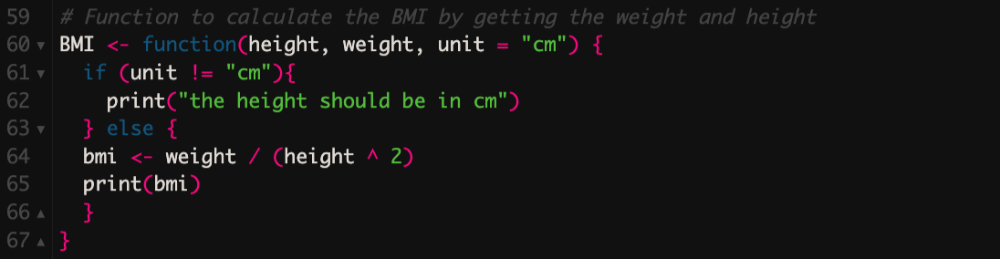 59 # Function to calculate the BMI by getting the weight and height
60 BMI <- function(height, weight, unit = "cm") {
61 if (unit != "cm"){
62 print("the height should be in cm")
63 } else {
64 bmi <- weight / (height ^ 2)
65 print(bmi)
66 }
67 }